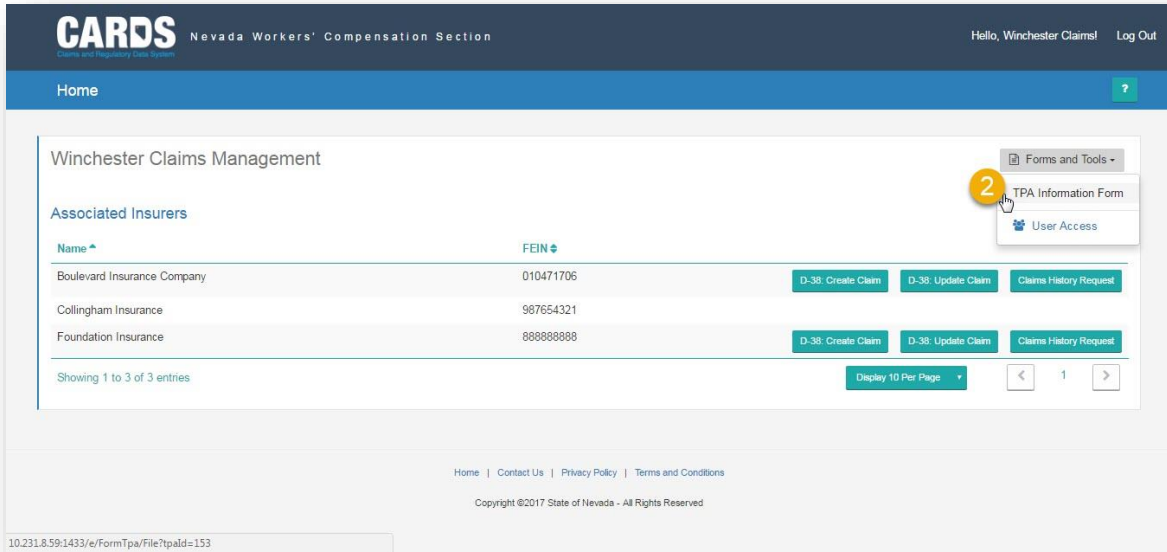 CARDS Nevada Workers' Compensation Section Hello, Winchester Claims! Log Out
Claims and Regulatory Data System
Home ?
Winchester Claims Management Forms and Tools
2 TPA Information Form
Associated Insurers
User Access
Name FEIN
Boulevard Insurance Company 010471706 D-38: Create Claim D-38: Update Claim Claims History Request
Collingham Insurance 987654321
Foundation Insurance 888888888 D-38: Create Claim D-38: Update Claim Claims History Request
Showing 1 to 3 of 3 entries Display 10 Per Page < 1 >
Home | Contact Us | Privacy Policy | Terms and Conditions
Copyright ©2017 State of Nevada - All Rights Reserved
10.231.8.59:1433/e/FormTpa/File?tpaId=153